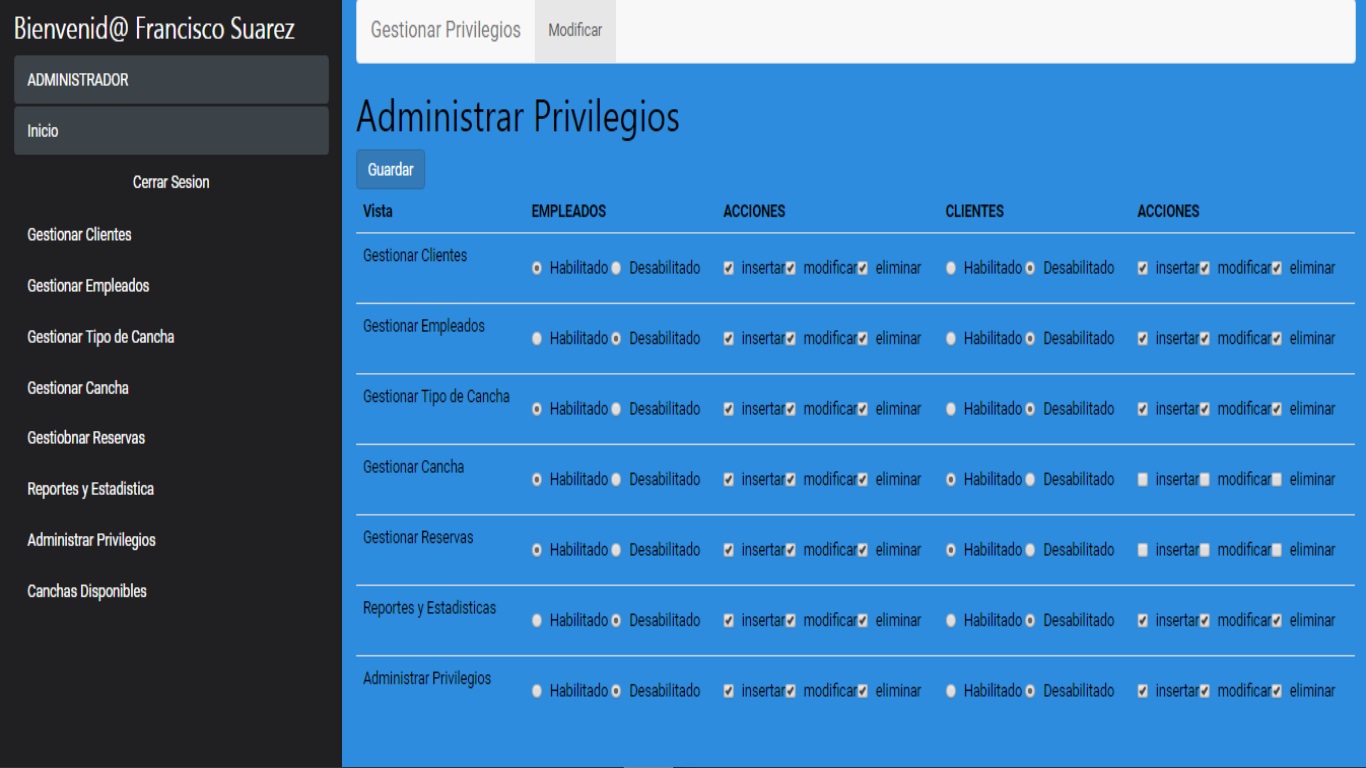 Bienvenid@ Francisco Suarez
ADMINISTRADOR
Inicio
Cerrar Sesion
Gestionar Clientes
Gestionar Empleados
Gestionar Tipo de Cancha
Gestionar Cancha
Gestiobnar Reservas
Reportes y Estadistica
Administrar Privilegios
Canchas Disponibles
Gestionar Privilegios Modificar
Administrar Privilegios
Guardar
Vista EMPLEADOS ACCIONES CLIENTES ACCIONES
Gestionar Clientes
Habilitado Desabilitado insertar modificar eliminar Habilitado Desabilitado insertar modificar eliminar
Gestionar Empleados
Habilitado Desabilitado insertar modificar eliminar Habilitado Desabilitado insertar modificar eliminar
Gestionar Tipo de Cancha
Habilitado Desabilitado insertar modificar eliminar Habilitado Desabilitado insertar modificar eliminar
Gestionar Cancha
Habilitado Desabilitado insertar modificar eliminar Habilitado Desabilitado insertar modificar eliminar
Gestionar Reservas
Habilitado Desabilitado insertar modificar eliminar Habilitado Desabilitado insertar modificar eliminar
Reportes y Estadisticas
Habilitado Desabilitado insertar modificar eliminar Habilitado Desabilitado insertar modificar eliminar
Administrar Privilegios
Habilitado Desabilitado insertar modificar eliminar Habilitado Desabilitado insertar modificar eliminar